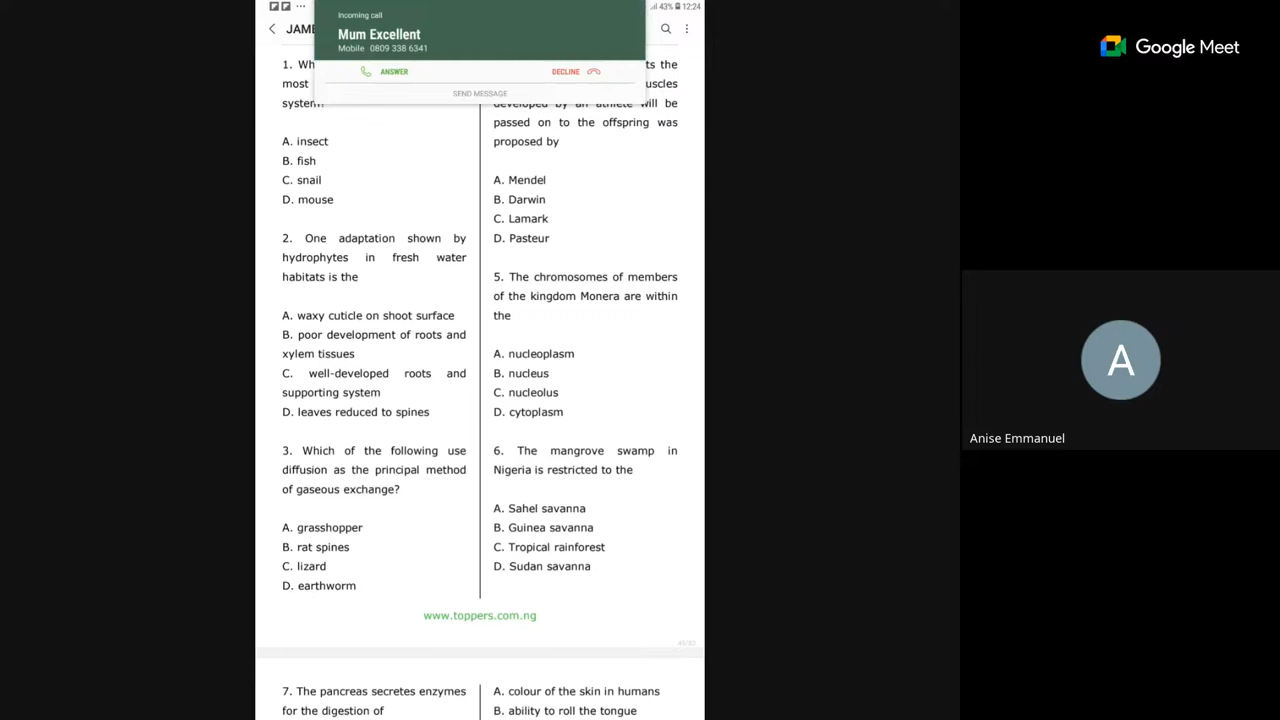 12:24
43%
JAME
Incoming call
Mum Excellent
Mobile 0809 338 6341
ANSWER
DECLINE
SEND MESSAGE
1. Wh
most
system?
A. insect
B. fish
C. snail
D. mouse
2. One adaptation shown by
hydrophytes in fresh water
habitats is the
A. waxy cuticle on shoot surface
B. poor development of roots and
xylem tissues
C. well-developed roots and
supporting system
D. leaves reduced to spines
3. Which of the following use
diffusion as the principal method
of gaseous exchange?
A. grasshopper
B. rat spines
C. lizard
D. earthworm
ts the
uscles
developed by an athlete will be
passed on to the offspring was
proposed by
A. Mendel
B. Darwin
C. Lamark
D. Pasteur
5. The chromosomes of members
of the kingdom Monera are within
the
A. nucleoplasm
B. nucleus
C. nucleolus
D. cytoplasm
6. The mangrove swamp in
Nigeria is restricted to the
A. Sahel savanna
B. Guinea savanna
C. Tropical rainforest
D. Sudan savanna
www.toppers.com.ng
7. The pancreas secretes enzymes
for the digestion of
A. colour of the skin in humans
B. ability to roll the tongue
Google Meet
A
Anise Emmanuel